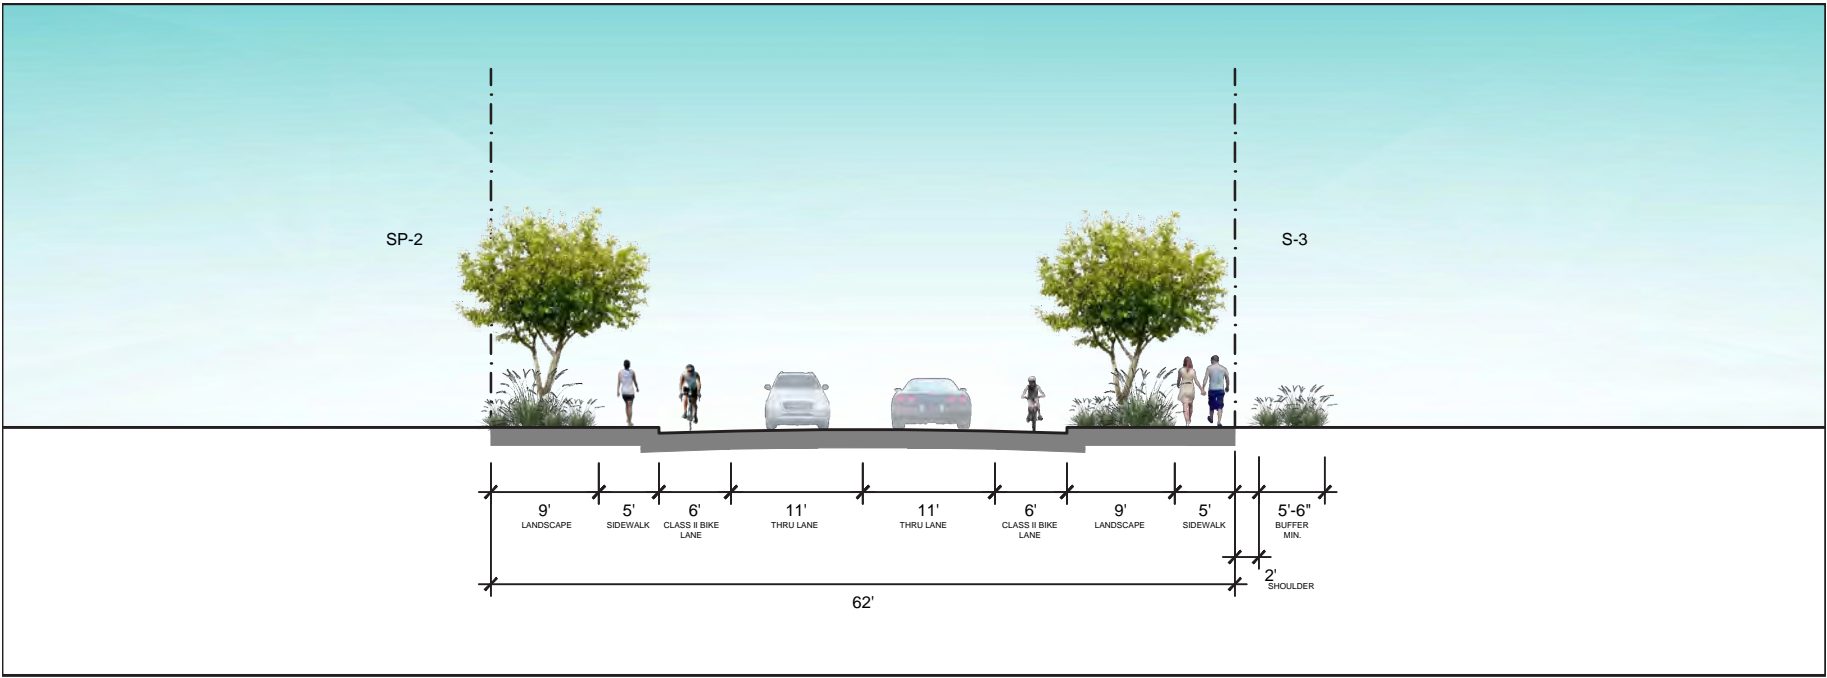 SP-2
S-3
9'
LANDSCAPE
5'
SIDEWALK
6'
CLASS II BIKE
LANE
11'
THRU LANE
11'
THRU LANE
6'
CLASS II BIKE
LANE
9'
LANDSCAPE
5'
SIDEWALK
5'-6"
BUFFER
MIN.
2'
SHOULDER
62'